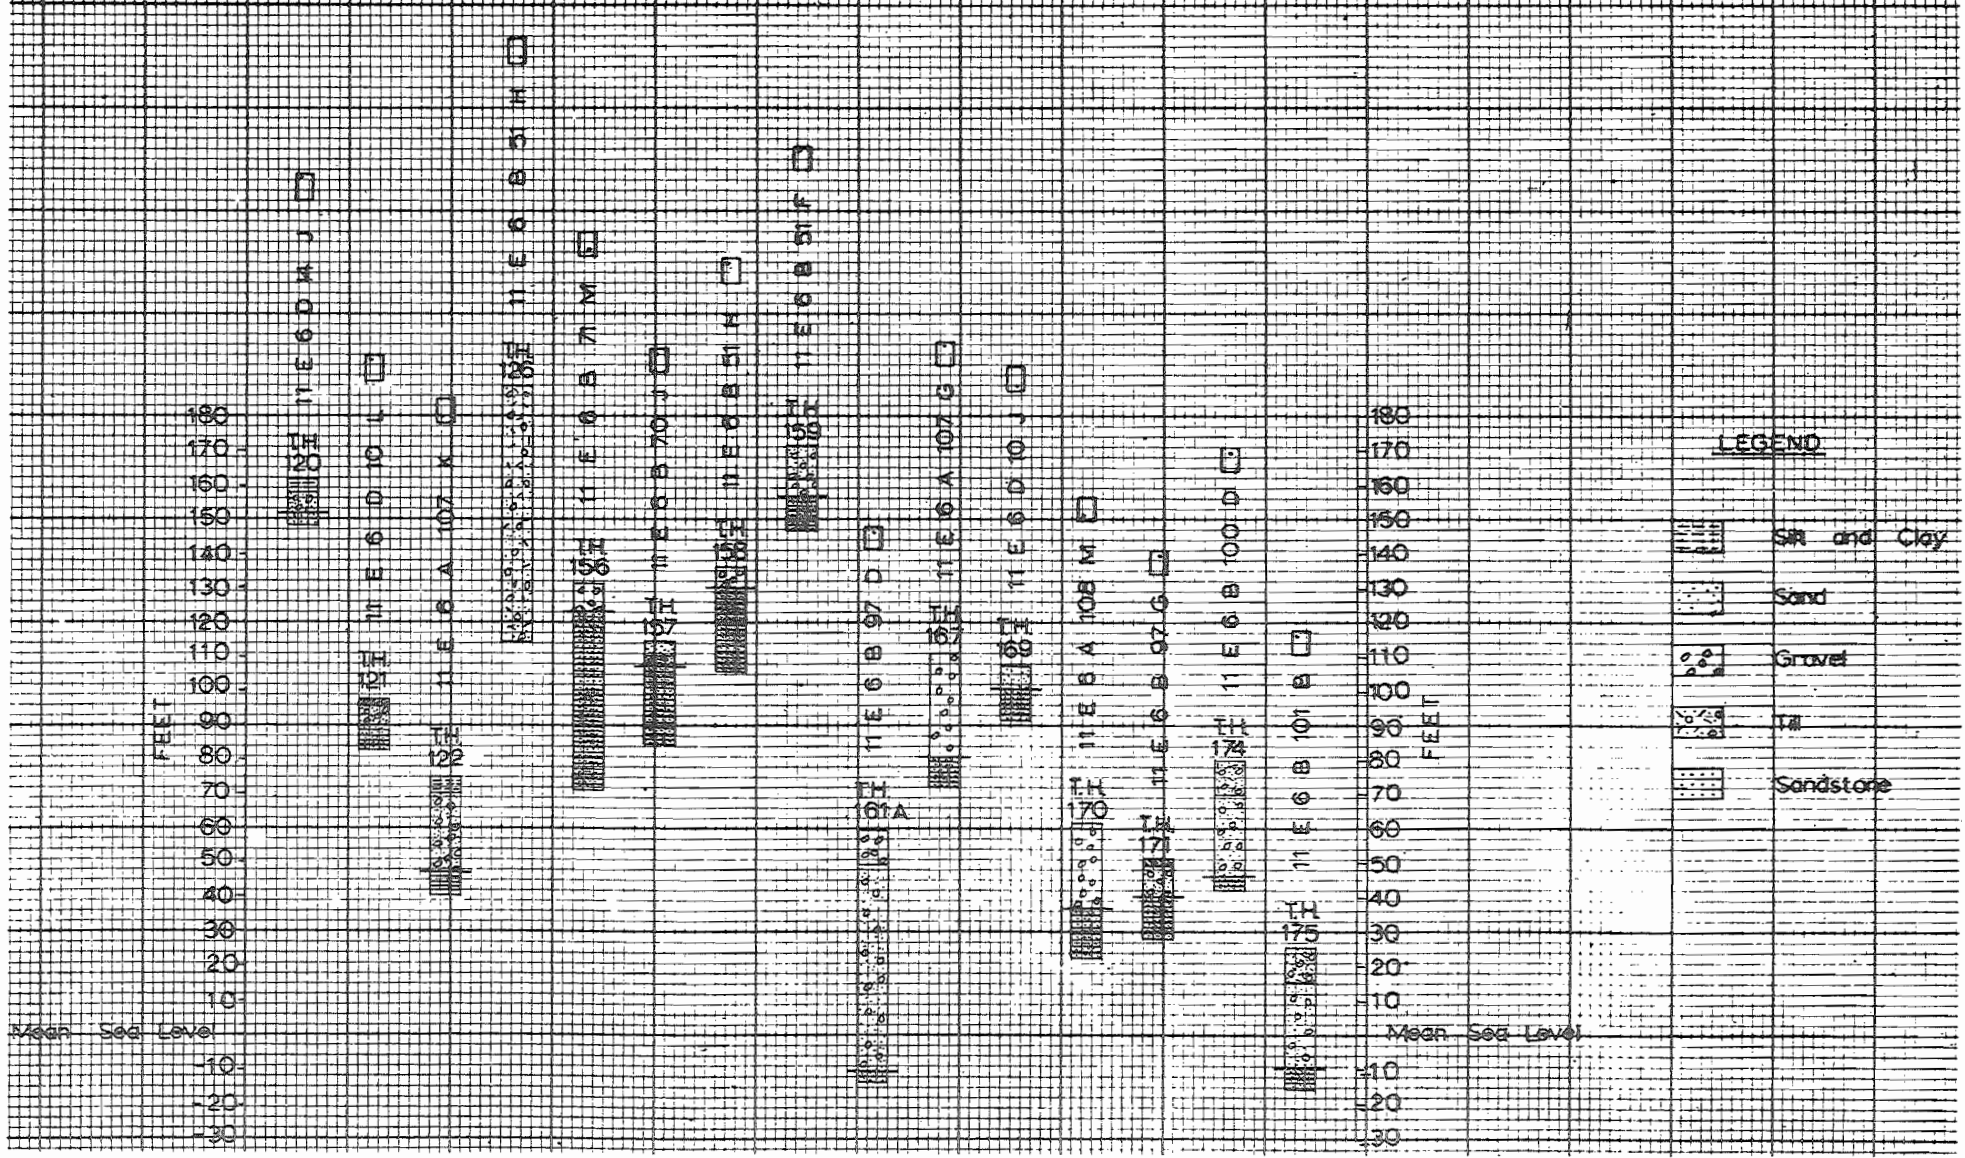 11 E 6 D 14 J
T.H
120
11 E 6 D 10 L
T.H
121
11 E 6 A 107 K
T.H
122
11 E 6 B 51 H
T.H
11 E 6 B 71 M
T.H
156
11 E 6 B 70 J
T.H
157
11 E 6 B 51 H
T.H
11 E 6 B 51 F
T.H
11 E 6 B 97 D
T.H
161A
11 E 6 A 107 G
T.H
167
11 E 6 D 10 J
T.H
169
11 E 6 A 108 M
T.H.
170
11 E 6 B 97 G
T.H
171
11 E 6 B 100 D
T.H
174
11 E 6 B 101 B
T.H
175
FEET
180
170
160
150
140
130
120
110
100
90
80
70
60
50
40
30
20
10
Mean Sea Level
-10
-20
-30
180
170
160
150
140
130
120
110
100
90
80
70
60
50
40
30
20
10
Mean Sea Level
-10
-20
-30
FEET
LEGEND
Silt and Clay
Sand
Gravel
Till
Sandstone